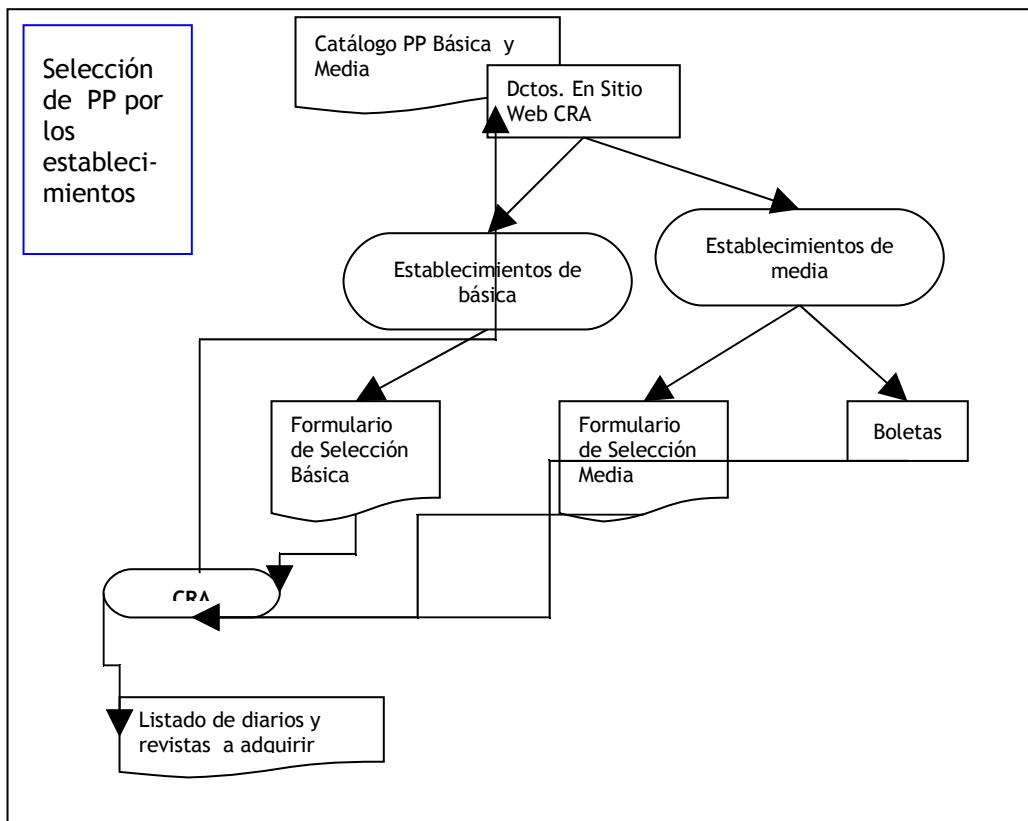 Selección
de PP por
los
estableci-
mientos
Catálogo PP Básica y
Media
Dctos. En Sitio
Web CRA
Establecimientos de
básica
Establecimientos de
media
Formulario
de Selección
Básica
Formulario
de Selección
Media
Boletas
CRA
Listado de diarios y
revistas a adquirir